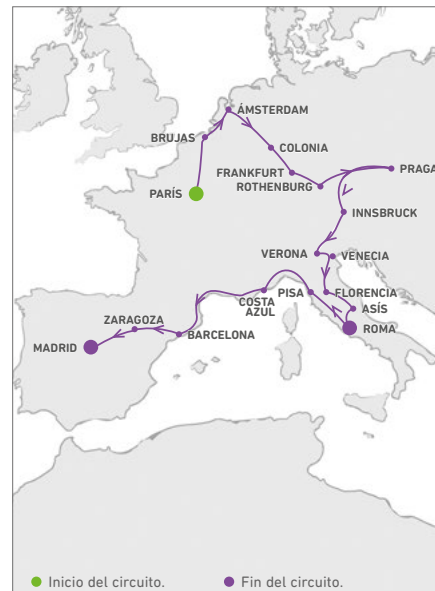 ÁMSTERDAM
BRUJAS
COLONIA
FRANKFURT
ROTHENBURG
PRAGA
PARÍS
INNSBRUCK
VERONA
VENECIA
COSTA
AZUL
PISA
FLORENCIA
ASÍS
ROMA
ZARAGOZA
BARCELONA
MADRID
Inicio del circuito.
Fin del circuito.